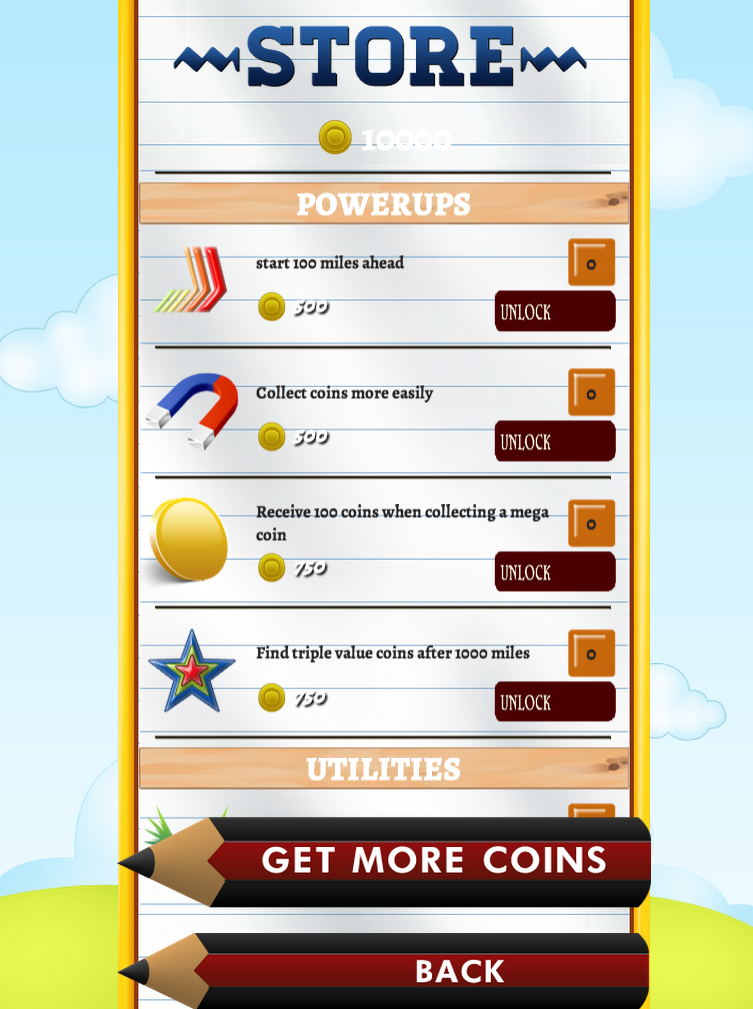 STORE
10000
POWERUPS
start 100 miles ahead
0
500
UNLOCK
Collect coins more easily
0
500
UNLOCK
Receive 100 coins when collecting a mega
coin
0
750
UNLOCK
Find triple value coins after 1000 miles
0
750
UNLOCK
UTILITIES
GET MORE COINS
BACK